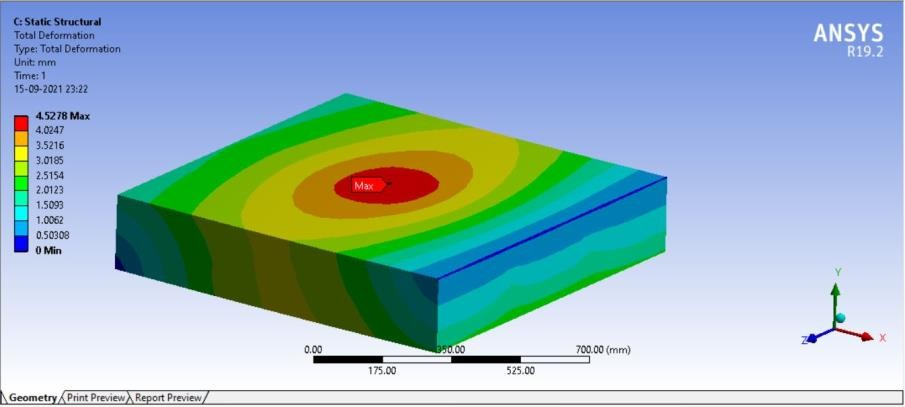 C: Static Structural
Total Deformation
Type: Total Deformation
Unit: mm
Time: 1
15-09-2021 23:22
ANSYS
R19.2
4.5278 Max
4.0247
3.5216
3.0185
2.5154
2.0123
1.5093
1.0062
0.50308
0 Min
Max
Y
Z
X
0.00 350.00 700.00 (mm)
175.00 525.00
Geometry Print Preview Report Preview